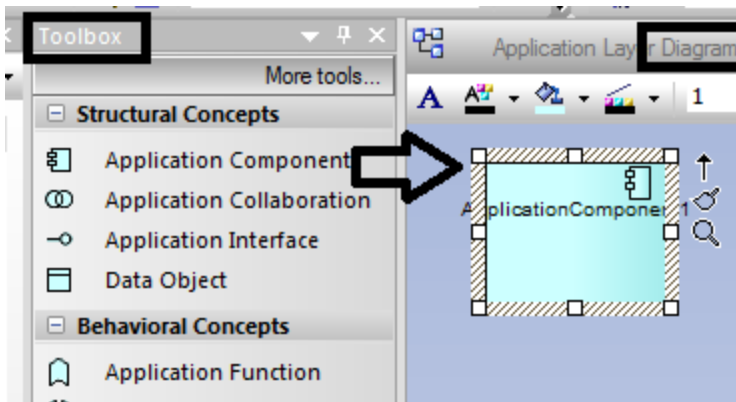 Toolbox
More tools...
Structural Concepts
Application Component
Application Collaboration
Application Interface
Data Object
Behavioral Concepts
Application Function
Application Layer Diagram
A
1
ApplicationComponent1